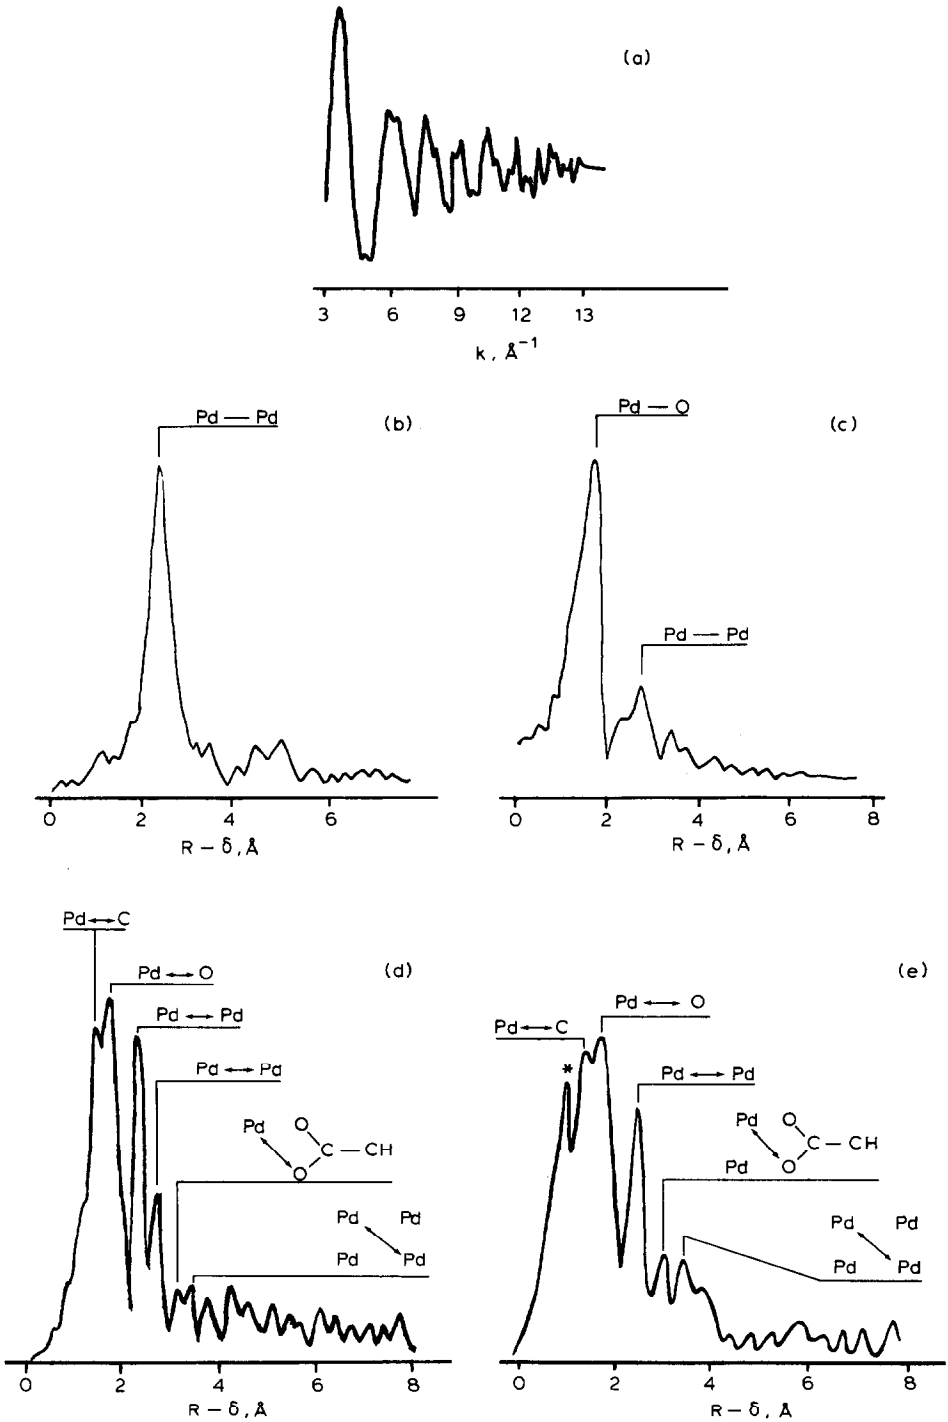 (a)
3 6 9 12 13
k, Å⁻¹
Pd — Pd
(b)
0 2 4 6
R – δ, Å
Pd — O
(c)
Pd — Pd
0 2 4 6 8
R – δ, Å
Pd ↔ C
(d)
Pd ↔ O
Pd ↔ Pd
Pd ↔ Pd
Pd O
C — CH
O
Pd Pd
Pd Pd
0 2 4 6 8
R – δ, Å
(e)
Pd ↔ O
Pd ↔ C
*
Pd ↔ Pd
Pd O
C — CH
Pd O
Pd Pd
Pd Pd
0 2 4 6 8
R – δ, Å